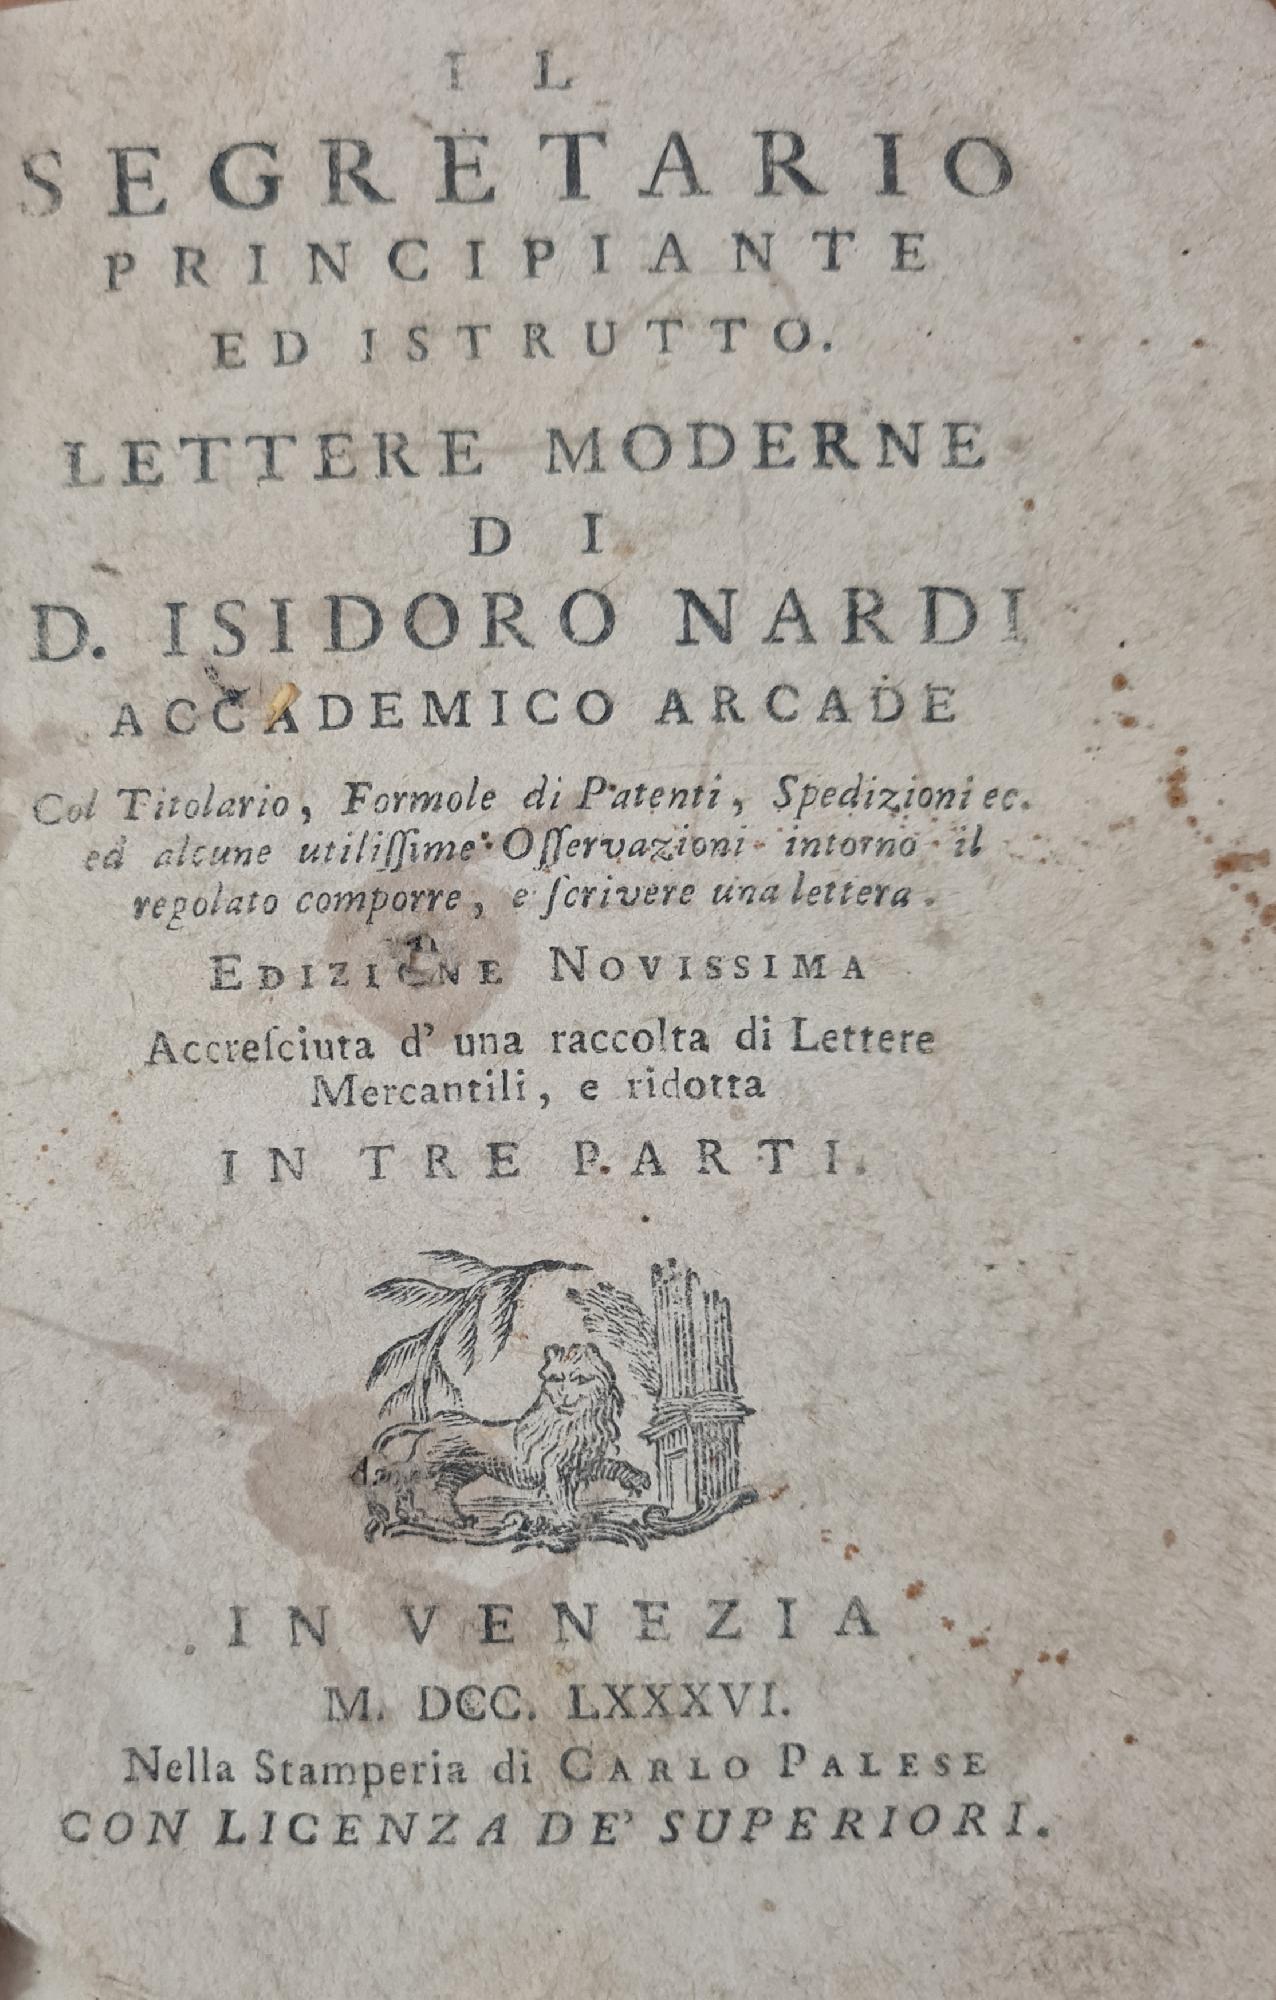 IL
SEGRETARIO
PRINCIPIANTE
ED ISTRUTTO.
LETTERE MODERNE
DI
D. ISIDORO NARDI
ACCADEMICO ARCADE
Col Titolario, Formole di Patenti, Spedizioni ec.
ed alcune utiliſſime Oſſervazioni intorno il
regolato comporre, e ſcrivere una lettera.
EDIZIONE NOVISSIMA
Accreſciuta d' una raccolta di Lettere
Mercantili, e ridotta
IN TRE PARTI.
IN VENEZIA
M. DCC. LXXXVI.
Nella Stamperia di CARLO PALESE
CON LICENZA DE' SUPERIORI.